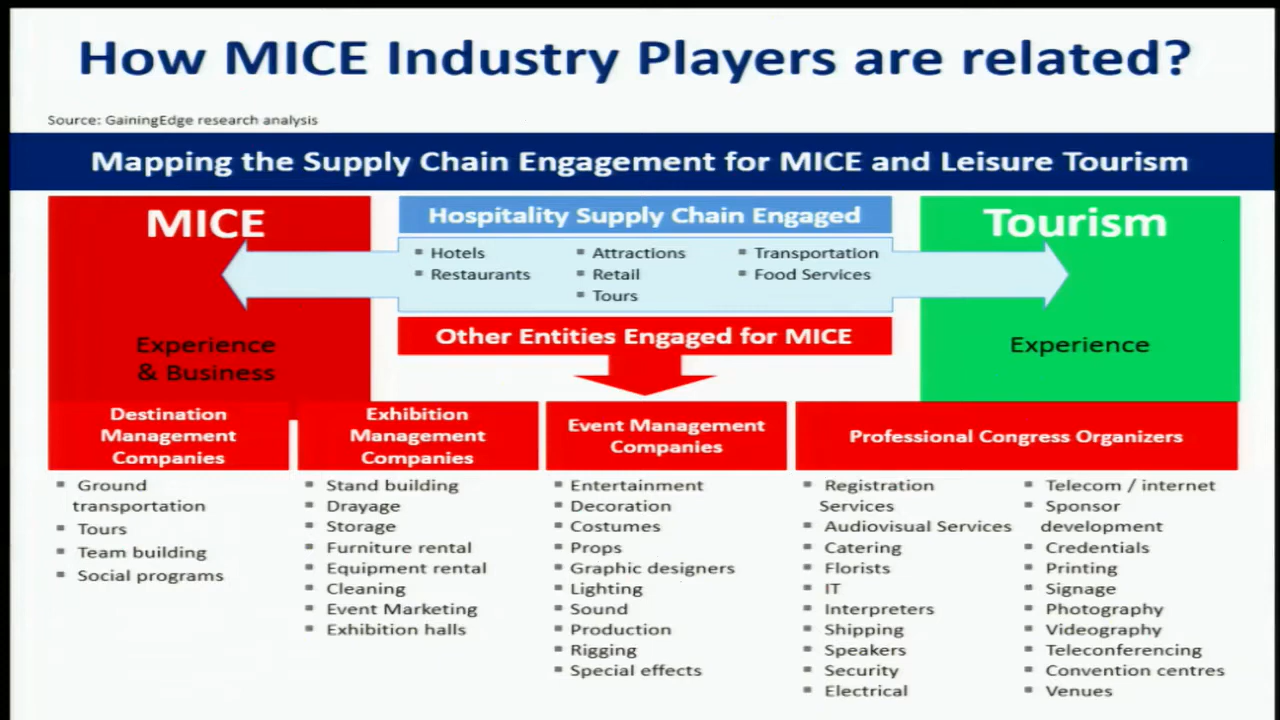 How MICE Industry Players are related?
Source: GainingEdge research analysis
Mapping the Supply Chain Engagement for MICE and Leisure Tourism
MICE
Experience
& Business
Hospitality Supply Chain Engaged
▪ Hotels
▪ Restaurants
▪ Attractions
▪ Retail
▪ Tours
▪ Transportation
▪ Food Services
Tourism
Experience
Other Entities Engaged for MICE
Destination
Management
Companies
▪ Ground
transportation
▪ Tours
▪ Team building
▪ Social programs
Exhibition
Management
Companies
▪ Stand building
▪ Drayage
▪ Storage
▪ Furniture rental
▪ Equipment rental
▪ Cleaning
▪ Event Marketing
▪ Exhibition halls
Event Management
Companies
▪ Entertainment
▪ Decoration
▪ Costumes
▪ Props
▪ Graphic designers
▪ Lighting
▪ Sound
▪ Production
▪ Rigging
▪ Special effects
Professional Congress Organizers
▪ Registration
Services
▪ Audiovisual Services
▪ Catering
▪ Florists
▪ IT
▪ Interpreters
▪ Shipping
▪ Speakers
▪ Security
▪ Electrical
▪ Telecom / internet
▪ Sponsor
development
▪ Credentials
▪ Printing
▪ Signage
▪ Photography
▪ Videography
▪ Teleconferencing
▪ Convention centres
▪ Venues